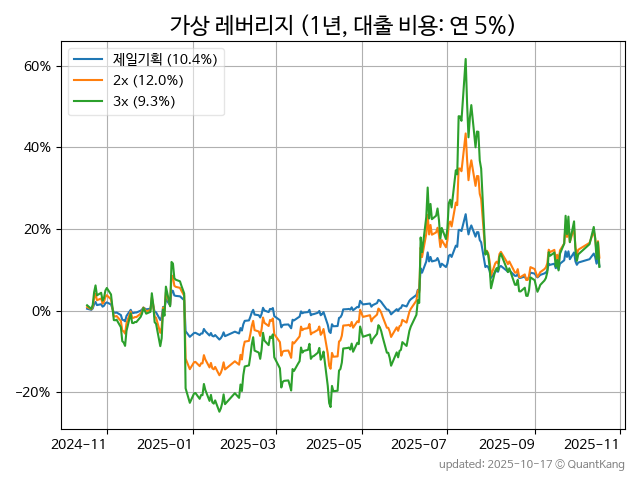 가상 레버리지 (1년, 대출 비용: 연 5%)
제일기획 (10.4%)
2x (12.0%)
3x (9.3%)
60%
40%
20%
0%
−20%
2024-11 2025-01 2025-03 2025-05 2025-07 2025-09 2025-11
updated: 2025-10-17 © QuantKang